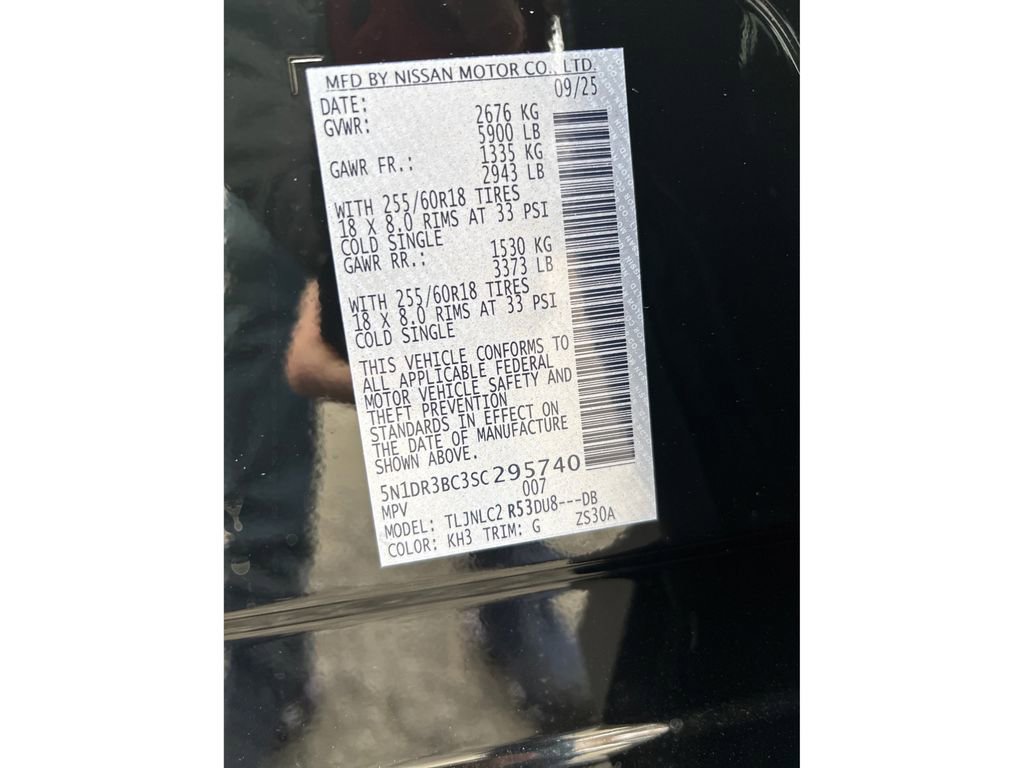 MFD BY NISSAN MOTOR CO., LTD.
DATE: 09/25
GVWR: 2676 KG
5900 LB
GAWR FR.: 1335 KG
2943 LB
WITH 255/60R18 TIRES
18 X 8.0 RIMS AT 33 PSI
COLD SINGLE
GAWR RR.: 1530 KG
3373 LB
WITH 255/60R18 TIRES
18 X 8.0 RIMS AT 33 PSI
COLD SINGLE
THIS VEHICLE CONFORMS TO
ALL APPLICABLE FEDERAL
MOTOR VEHICLE SAFETY AND
THEFT PREVENTION
STANDARDS IN EFFECT ON
THE DATE OF MANUFACTURE
SHOWN ABOVE.
5N1DR3BC3SC295740
MPV 007
MODEL: TLJNLC2 R53DU8---DB
COLOR: KH3 TRIM: G ZS30A